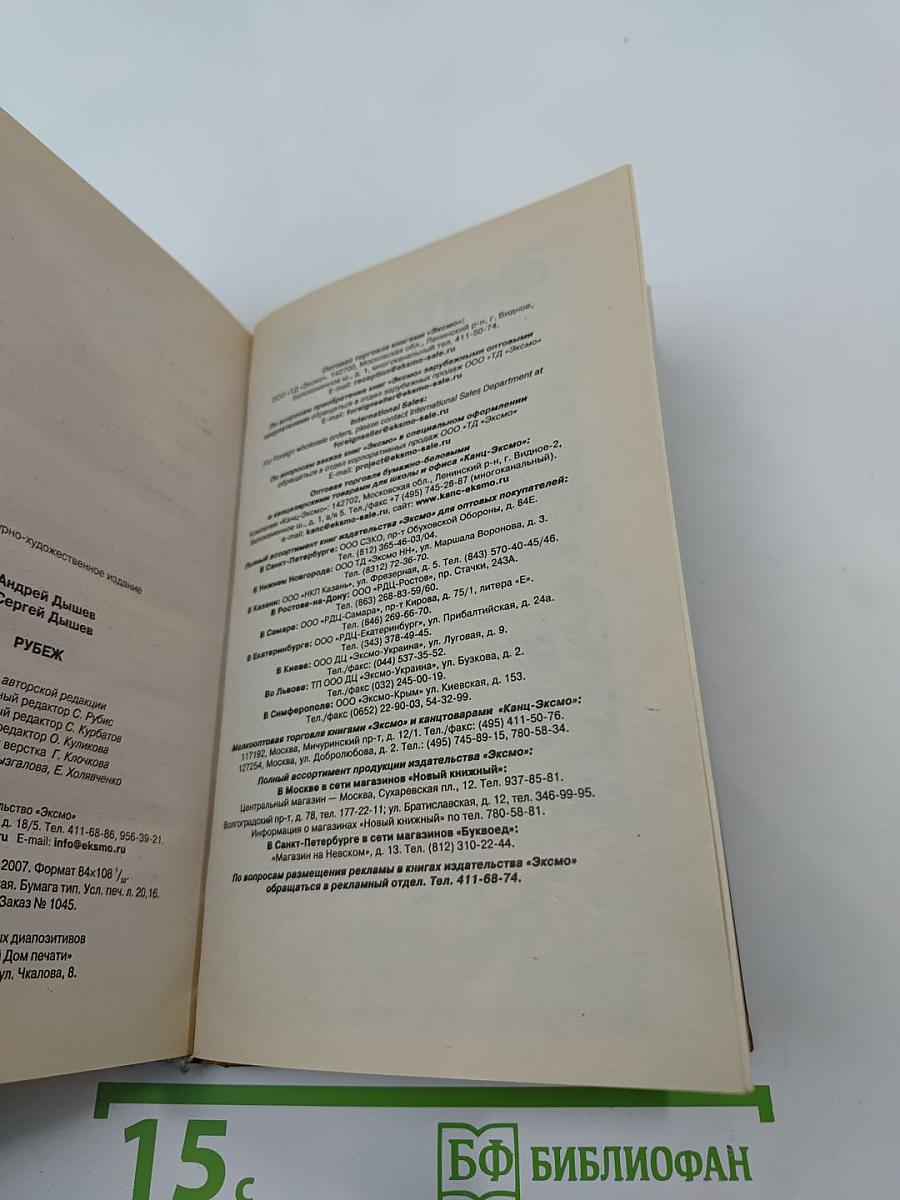 рно-художественное издание
Андрей Дышев
Сергей Дышев
РУБЕЖ
авторской редакции
ный редактор С. Рубис
ый редактор С. Курбатов
редактор О. Куликова
верстка Г. Клочкова
ызгалова, Е. Холявченко
льство «Эксмо»
д. 18/5. Тел. 411-68-86, 956-39-21.
ru E-mail: info@eksmo.ru
2007. Формат 84×108 1/32.
ая. Бумага тип. Усл. печ. л. 20,16.
Заказ № 1045.
ых диапозитивов
й Дом печати»
ул. Чкалова, 8.
Оптовая торговля книгами «Эксмо»:
ООО «ТД «Эксмо». 142700, Московская обл., Ленинский р-н, г. Видное,
Белокаменное ш., д. 1, многоканальный тел. 411-50-74.
E-mail: reception@eksmo-sale.ru
По вопросам приобретения книг «Эксмо» зарубежными оптовыми
покупателями обращаться в отдел зарубежных продаж ООО «ТД «Эксмо»
E-mail: foreignseller@eksmo-sale.ru
International Sales:
For Foreign wholesale orders, please contact International Sales Department at
foreignseller@eksmo-sale.ru
По вопросам заказа книг «Эксмо» в специальном оформлении
обращаться в отдел корпоративных продаж ООО «ТД «Эксмо»
E-mail: project@eksmo-sale.ru
Оптовая торговля бумажно-беловыми
и канцелярскими товарами для школы и офиса «Канц-Эксмо»:
Компания «Канц-Эксмо»: 142702, Московская обл., Ленинский р-н, г. Видное-2,
Белокаменное ш., д. 1, а/я 5. Тел./факс +7 (495) 745-28-87 (многоканальный).
e-mail: kanc@eksmo-sale.ru, сайт: www.kanc-eksmo.ru
Полный ассортимент книг издательства «Эксмо» для оптовых покупателей:
В Санкт-Петербурге: ООО СЗКО, пр-т Обуховской Обороны, д. 84Е.
Тел. (812) 365-46-03/04.
В Нижнем Новгороде: ООО ТД «Эксмо НН», ул. Маршала Воронова, д. 3.
Тел. (8312) 72-36-70.
В Казани: ООО «НКП Казань», ул. Фрезерная, д. 5. Тел. (843) 570-40-45/46.
В Ростове-на-Дону: ООО «РДЦ-Ростов», пр. Стачки, 243А.
Тел. (863) 268-83-59/60.
В Самаре: ООО «РДЦ-Самара», пр-т Кирова, д. 75/1, литера «Е».
Тел. (846) 269-66-70.
В Екатеринбурге: ООО «РДЦ-Екатеринбург», ул. Прибалтийская, д. 24а.
Тел. (343) 378-49-45.
В Киеве: ООО ДЦ «Эксмо-Украина», ул. Луговая, д. 9.
Тел./факс: (044) 537-35-52.
Во Львове: ТП ООО ДЦ «Эксмо-Украина», ул. Бузкова, д. 2.
Тел./факс (032) 245-00-19.
В Симферополе: ООО «Эксмо-Крым» ул. Киевская, д. 153.
Тел./факс (0652) 22-90-03, 54-32-99.
Мелкооптовая торговля книгами «Эксмо» и канцтоварами «Канц-Эксмо»:
117192, Москва, Мичуринский пр-т, д. 12/1. Тел./факс: (495) 411-50-76.
127254, Москва, ул. Добролюбова, д. 2. Тел.: (495) 745-89-15, 780-58-34.
Полный ассортимент продукции издательства «Эксмо»:
В Москве в сети магазинов «Новый книжный»:
Центральный магазин — Москва, Сухаревская пл., 12. Тел. 937-85-81.
Волгоградский пр-т, д. 78, тел. 177-22-11; ул. Братиславская, д. 12, тел. 346-99-95.
Информация о магазинах «Новый книжный» по тел. 780-58-81.
В Санкт-Петербурге в сети магазинов «Буквоед»:
«Магазин на Невском», д. 13. Тел. (812) 310-22-44.
По вопросам размещения рекламы в книгах издательства «Эксмо»
обращаться в рекламный отдел. Тел. 411-68-74.
15 с
БФ БИБЛИОФАН